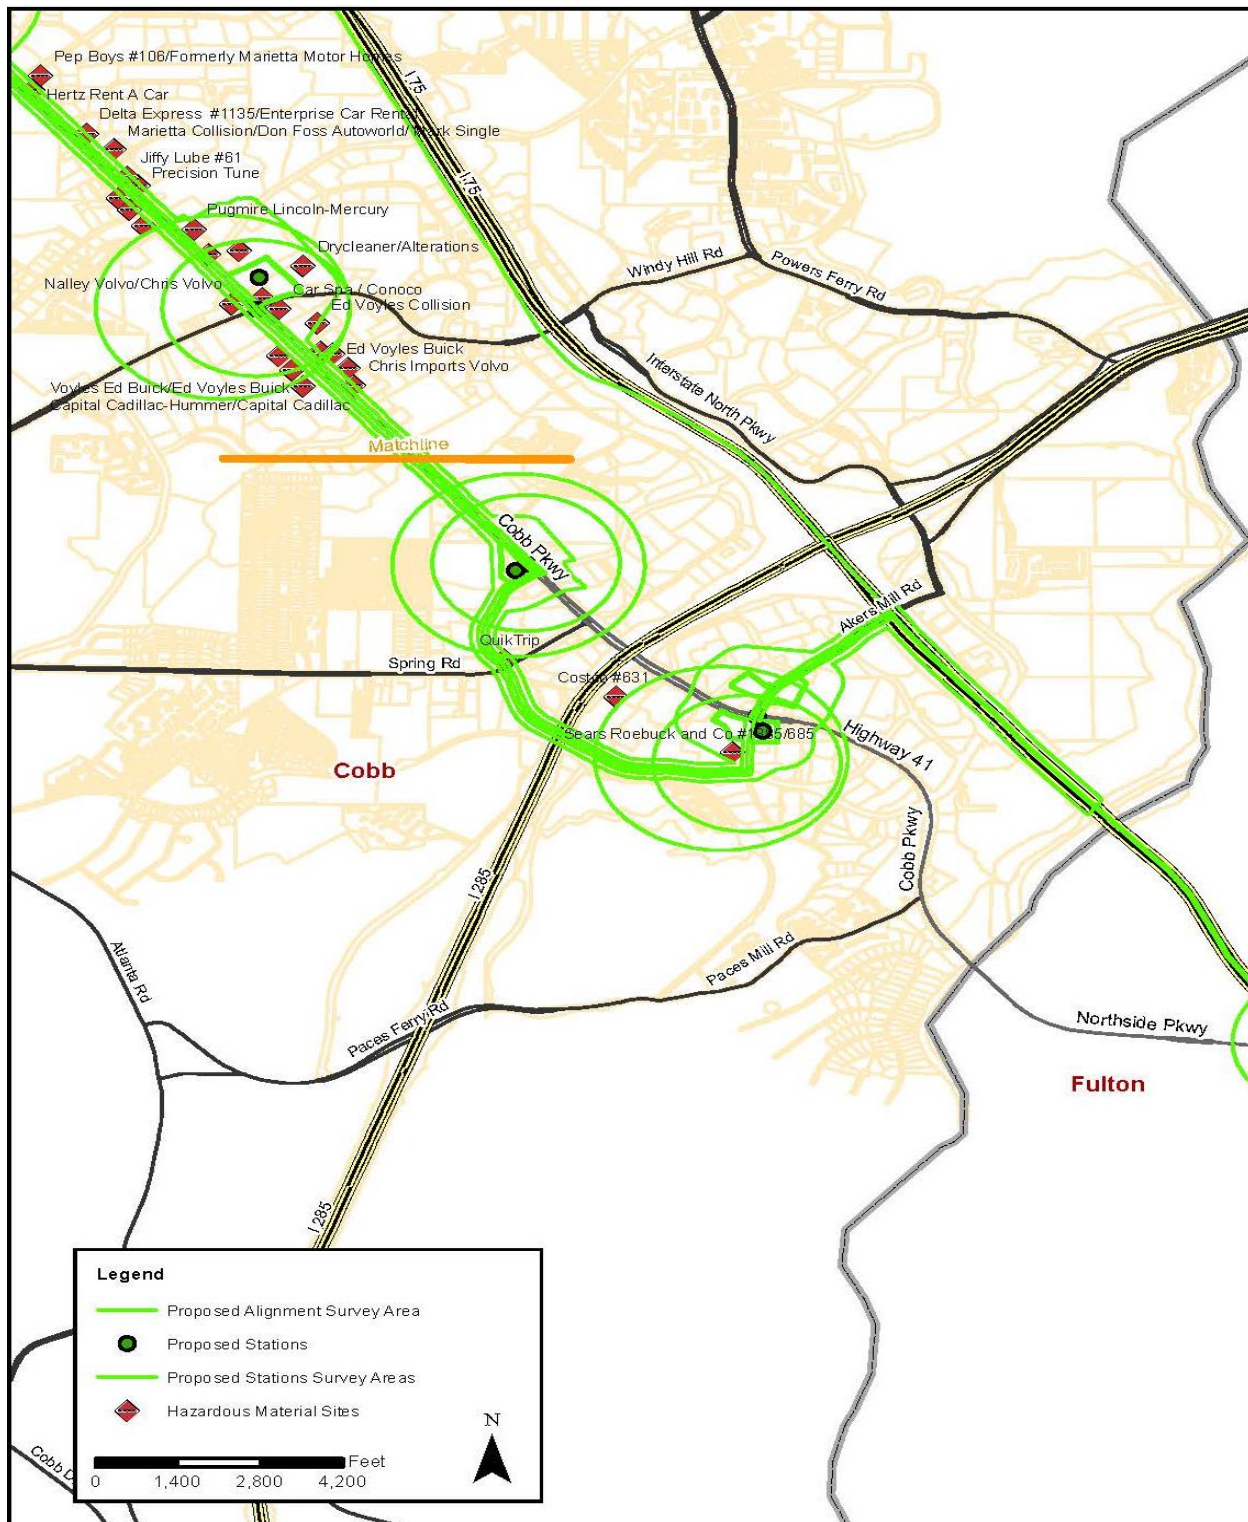 Pep Boys #106/Formerly Marietta Motor Homes
I 75
Hertz Rent A Car
Delta Express #1135/Enterprise Car Rental
Marietta Collision/Don Foss Autoworld/ Mark Single
Jiffy Lube #61
Precision Tune
I 75
Pugmire Lincoln-Mercury
Drycleaner/Alterations
Windy Hill Rd
Powers Ferry Rd
Nalley Volvo/Chris Volvo
Car Spa / Conoco
Ed Voyles Collision
Ed Voyles Buick
Chris Imports Volvo
Interstate North Pkwy
Voyles Ed Buick/Ed Voyles Buick
Capital Cadillac-Hummer/Capital Cadillac
Matchline
Cobb Pkwy
Akers Mill Rd
QuikTrip
Spring Rd
Costco #631
Sears Roebuck and Co #1385/685
Highway 41
Cobb
Cobb Pkwy
I 285
Atlanta Rd
Paces Mill Rd
Paces Ferry Rd
Northside Pkwy
Fulton
I 285
Legend
Proposed Alignment Survey Area
Proposed Stations
Proposed Stations Survey Areas
Hazardous Material Sites
N
Feet
0 1,400 2,800 4,200
Cobb D